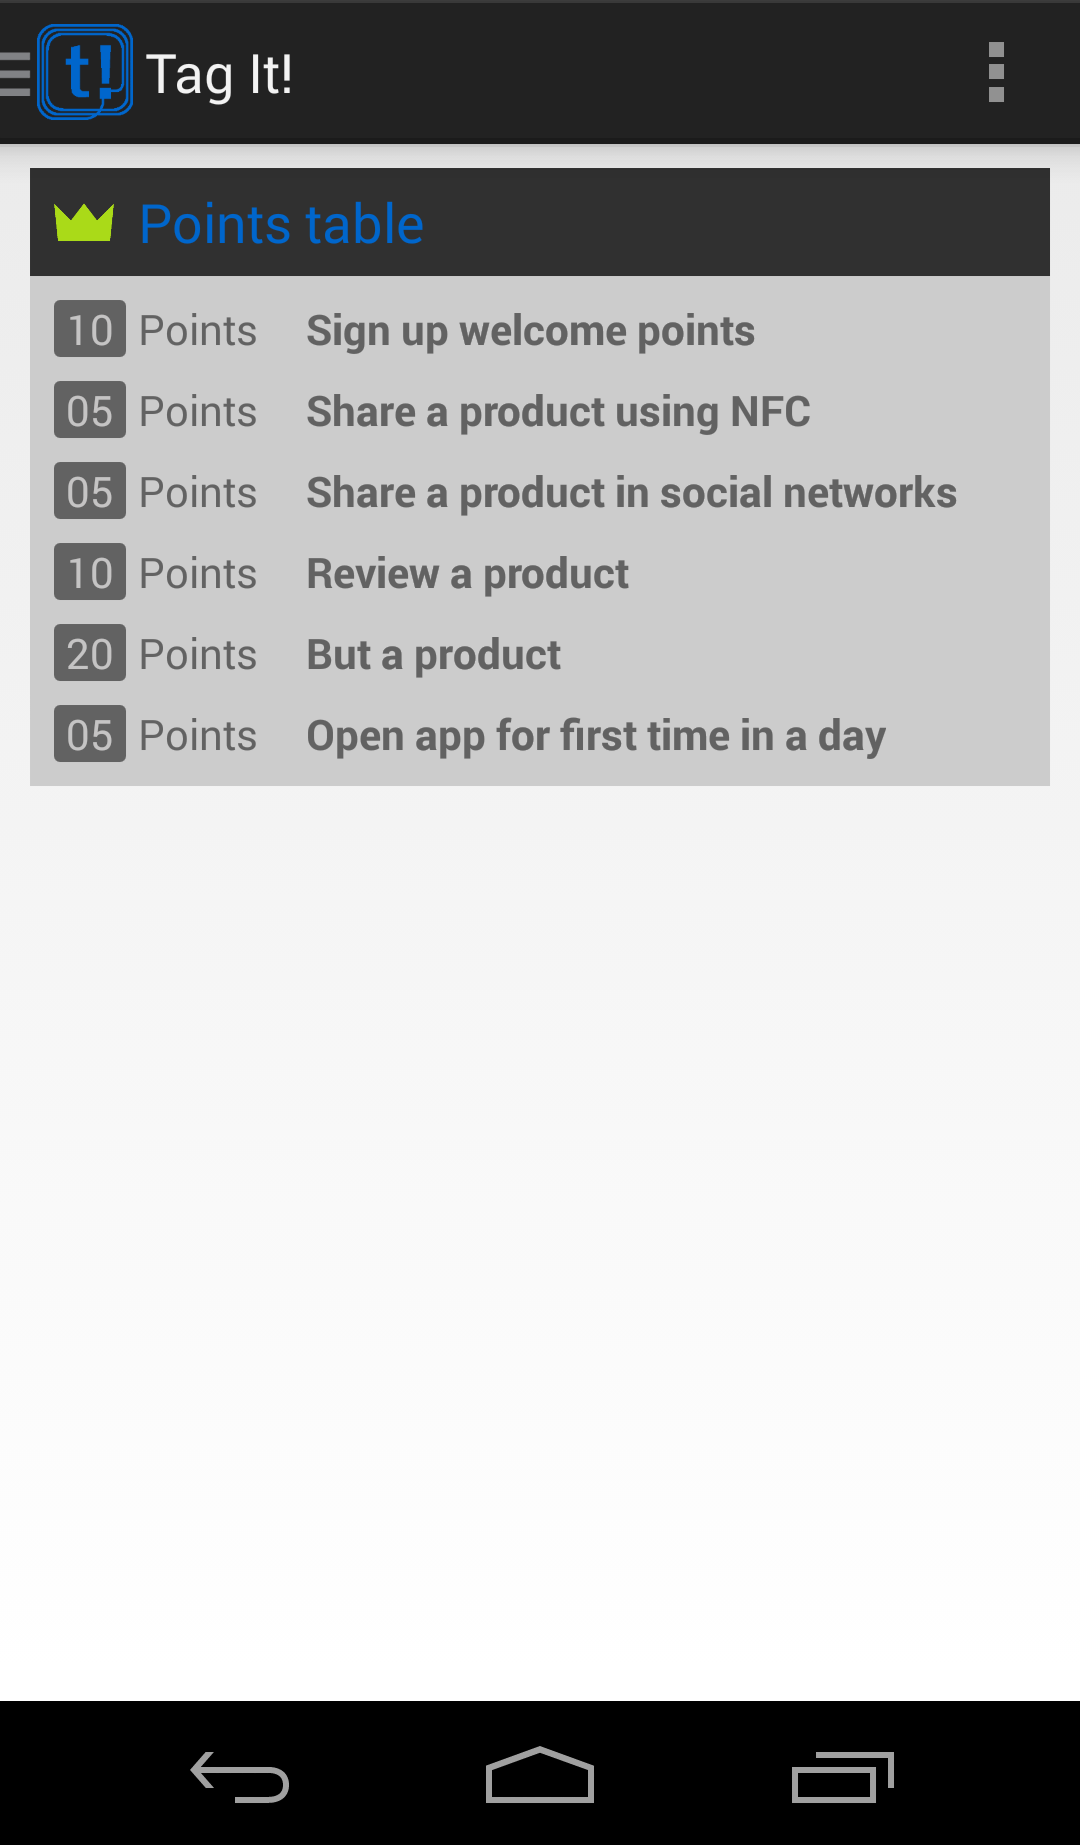 t! Tag It!
Points table
10 Points Sign up welcome points
05 Points Share a product using NFC
05 Points Share a product in social networks
10 Points Review a product
20 Points But a product
05 Points Open app for first time in a day